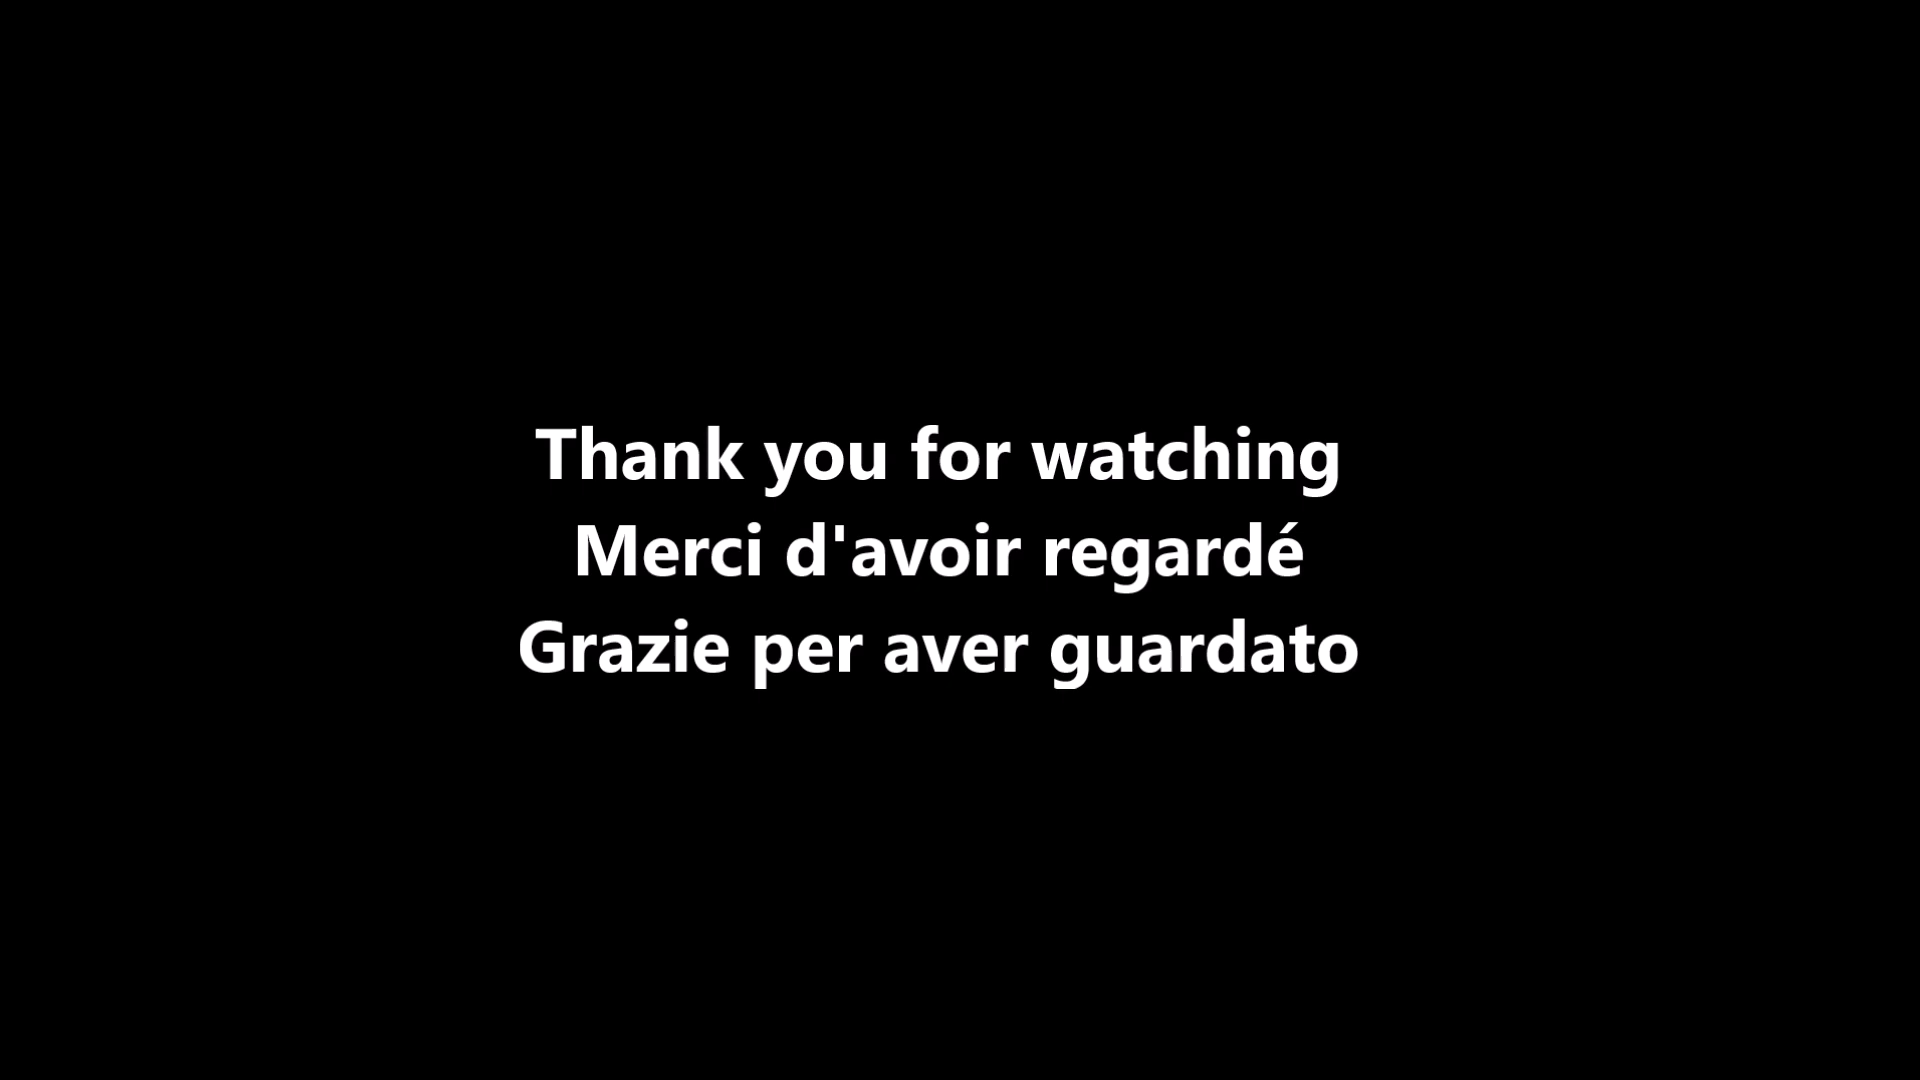 Thank you for watching
Merci d'avoir regardé
Grazie per aver guardato